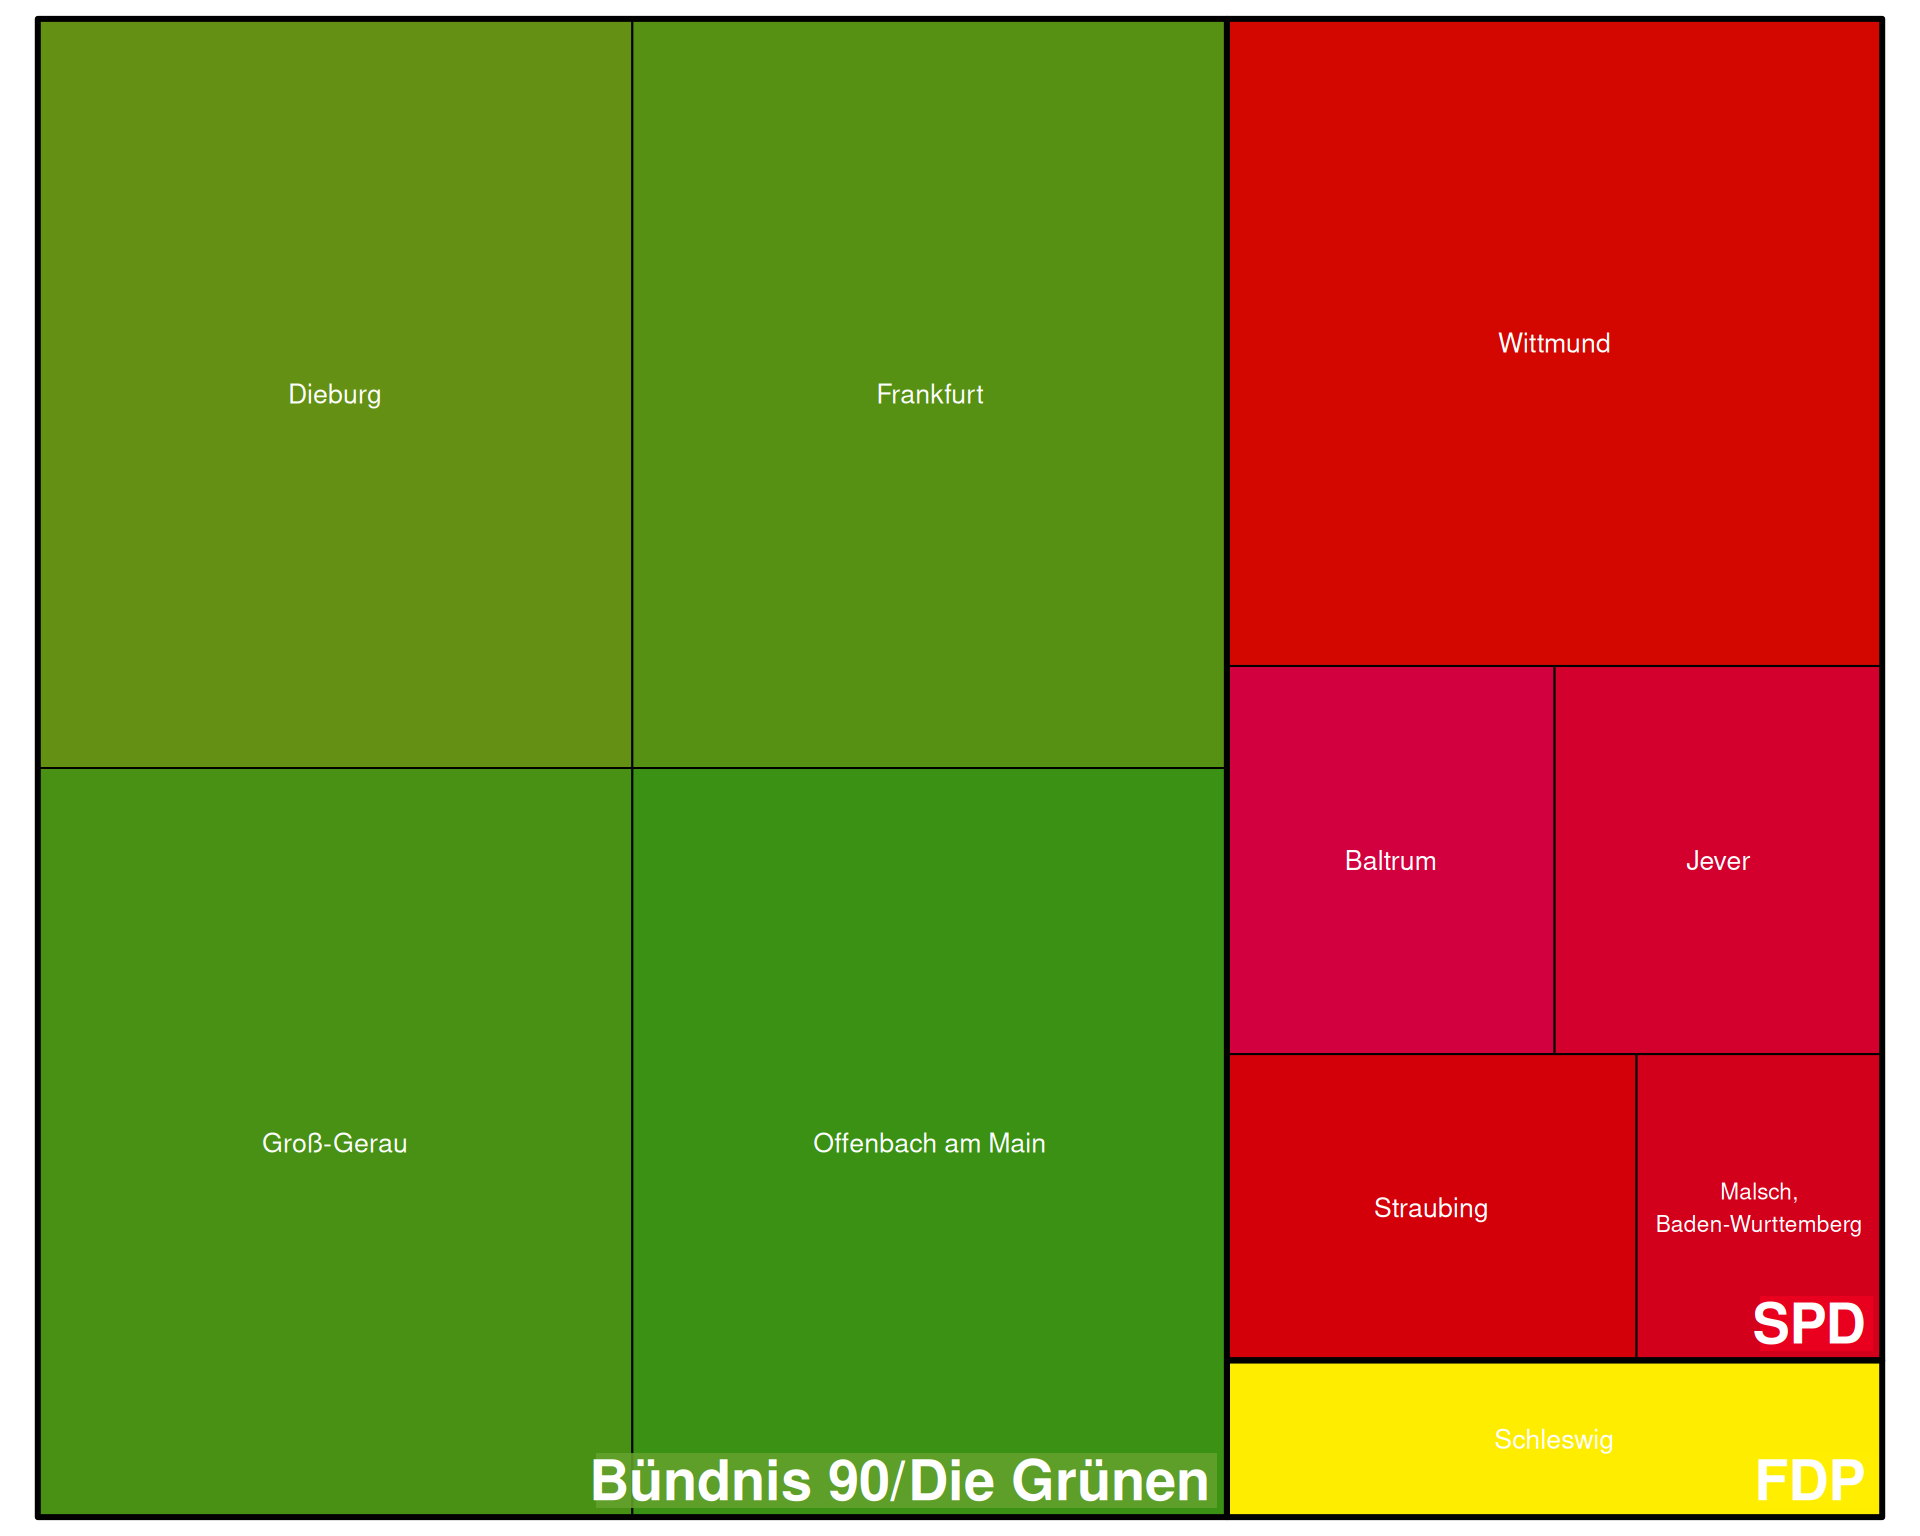 Dieburg
Frankfurt
Wittmund
Baltrum
Jever
Groß-Gerau
Offenbach am Main
Straubing
Malsch,
Baden-Wurttemberg
SPD
Schleswig
Bündnis 90/Die Grünen
FDP